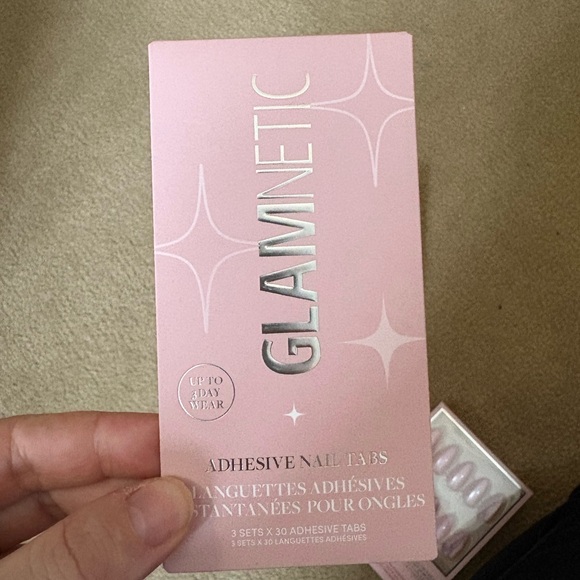 GLAMNETIC
UP TO
3 DAY
WEAR
ADHESIVE NAIL TABS
LANGUETTES ADHÉSIVES
POUR ONGLES
3 SETS X 30 ADHESIVE TABS
3 SETS X 30 LANGUETTES ADHÉSIVES